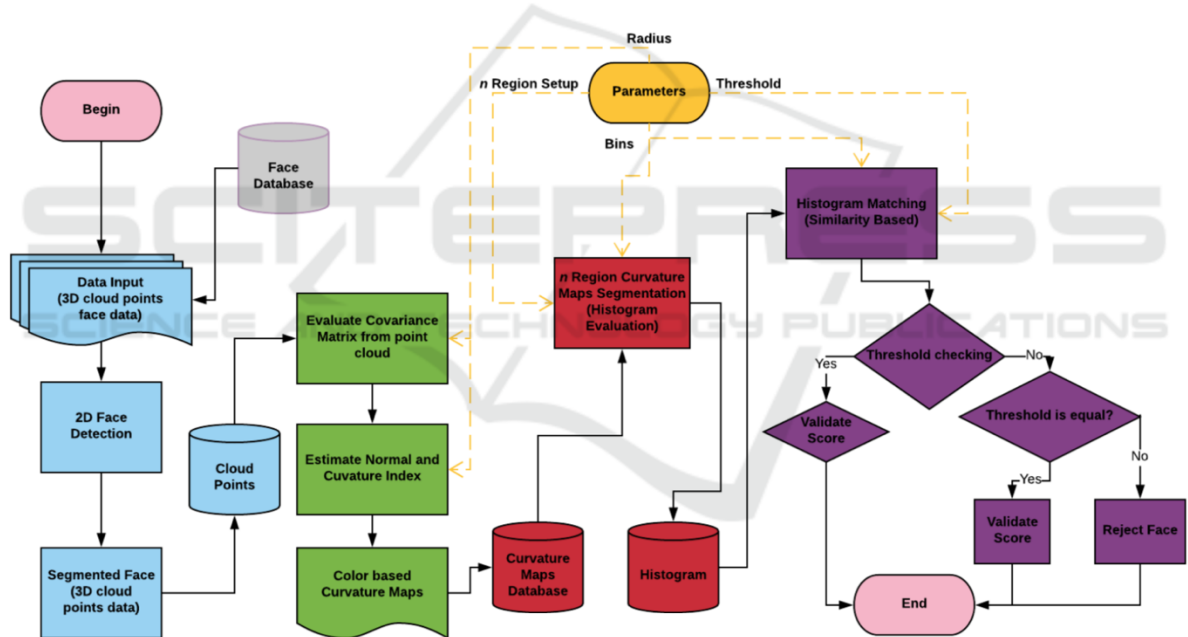 Radius
n Region Setup
Parameters
Threshold
Begin
Bins
Face
Database
Histogram Matching
(Similarity Based)
SCITEPRESS
SCIENCE AND TECHNOLOGY PUBLICATIONS
Data Input
(3D cloud points
face data)
n Region Curvature
Maps Segmentation
(Histogram
Evaluation)
Evaluate Covariance
Matrix from point
cloud
Threshold checking
Yes
No
2D Face
Detection
Validate
Score
Threshold is equal?
Cloud
Points
Estimate Normal and
Cuvature Index
Yes
No
Segmented Face
(3D cloud
points data)
Color based
Curvature Maps
Curvature
Maps
Database
Histogram
Validate
Score
Reject Face
End